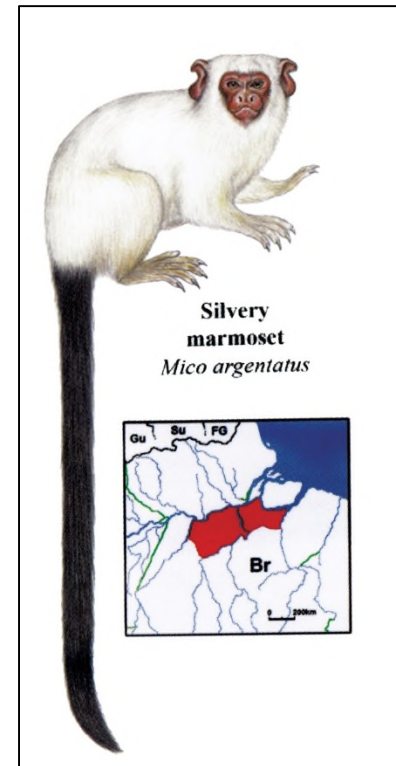 Silvery
marmoset
Mico argentatus
Gu Su FG
Br
0 200km